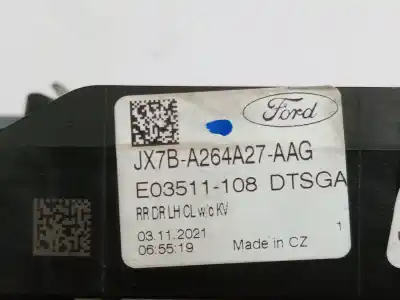 Ford
JX7B-A264A27-AAG
E03511-108 DTSGA
RR DR LH CL w/o KV
03.11.2021
06:55:19
Made in CZ
1